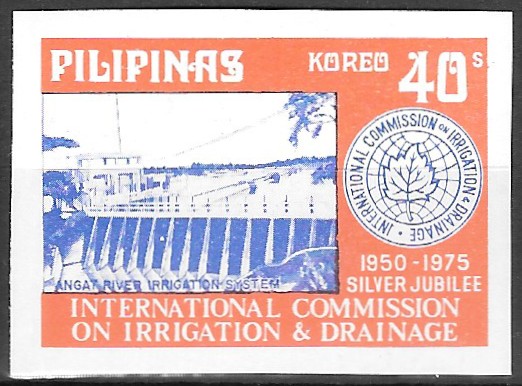 PILIPINAS
KOREO 40s
INTERNATIONAL COMMISSION ON IRRIGATION & DRAINAGE •
1950-1975
SILVER JUBILEE
ANGAT RIVER IRRIGATION SYSTEM
INTERNATIONAL COMMISSION
ON IRRIGATION & DRAINAGE